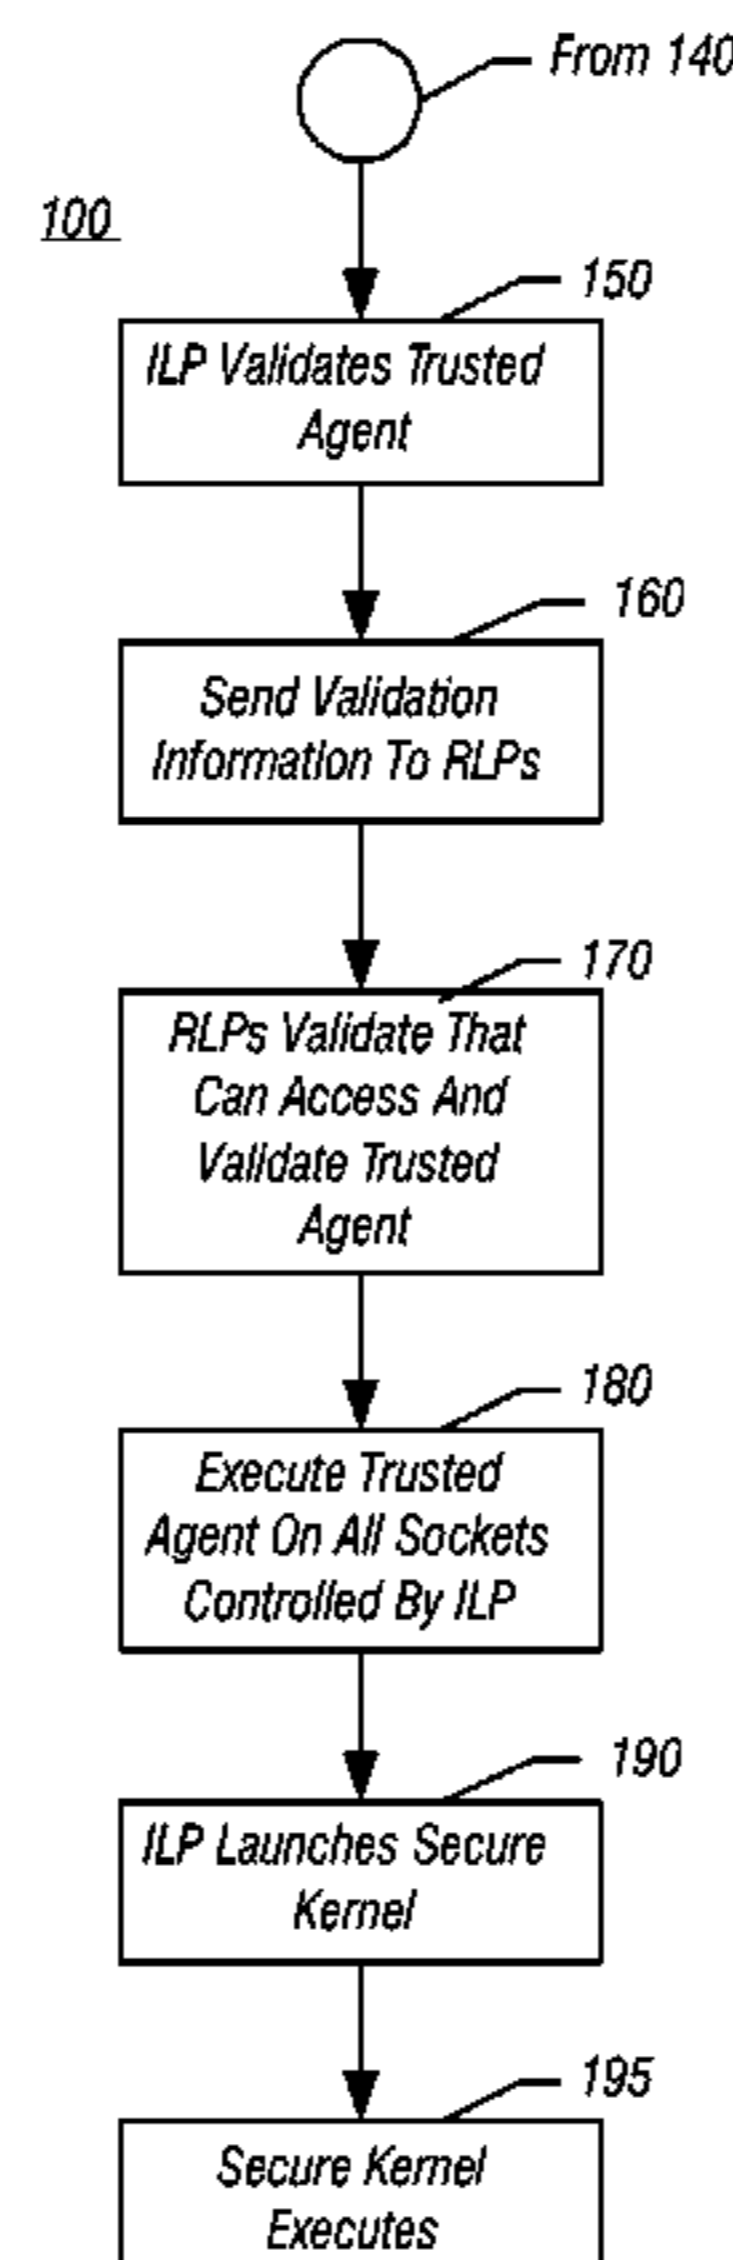 From 140
100
150
ILP Validates Trusted
Agent
160
Send Validation
Information To RLPs
170
RLPs Validate That
Can Access And
Validate Trusted
Agent
180
Execute Trusted
Agent On All Sockets
Controlled By ILP
190
ILP Launches Secure
Kernel
195
Secure Kernel
Executes